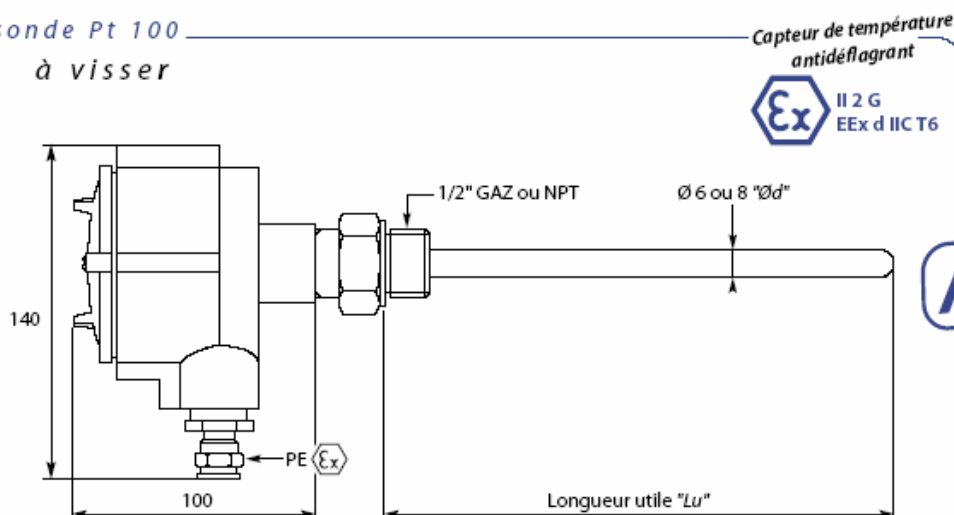 sonde Pt 100
à visser
Capteur de température
antidéflagrant
Ex
II 2 G
EEx d IIC T6
1/2" GAZ ou NPT
Ø 6 ou 8 "Ød"
140
PE Ex
100
Longueur utile "Lu"